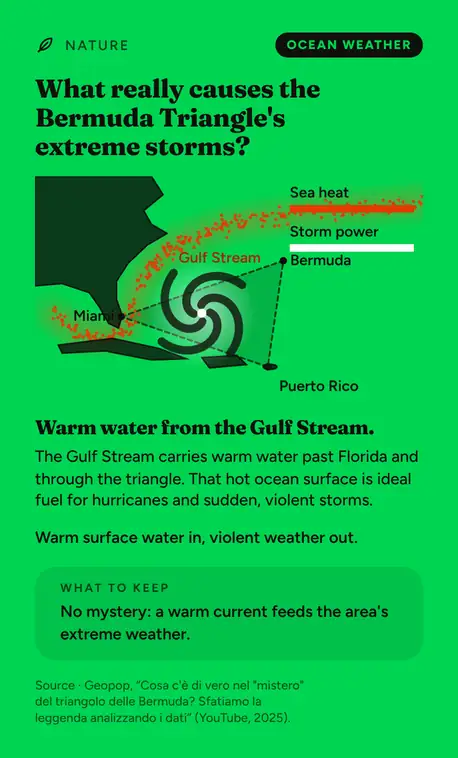 NATURE
OCEAN WEATHER
What really causes the
Bermuda Triangle's
extreme storms?
Sea heat
Storm power
Gulf Stream
Bermuda
Miami
Puerto Rico
Warm water from the Gulf Stream.
The Gulf Stream carries warm water past Florida and
through the triangle. That hot ocean surface is ideal
fuel for hurricanes and sudden, violent storms.
Warm surface water in, violent weather out.
WHAT TO KEEP
No mystery: a warm current feeds the area's
extreme weather.
Source · Geopop, “Cosa c'è di vero nel "mistero"
del triangolo delle Bermuda? Sfatiamo la
leggenda analizzando i dati” (YouTube, 2025).